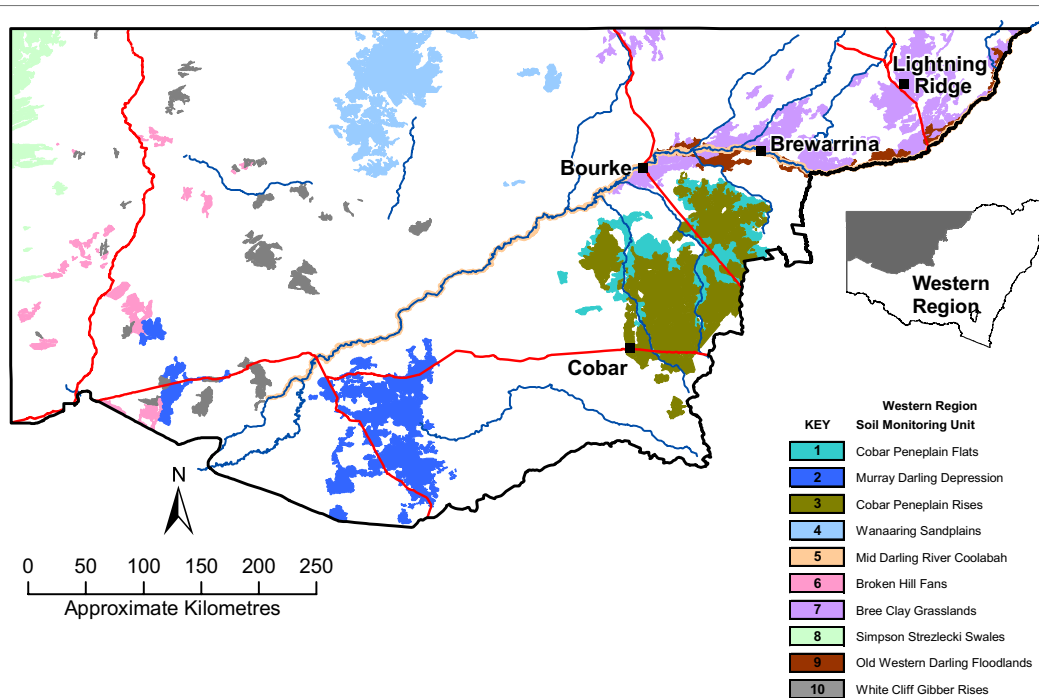 Lightning
Ridge
Brewarrina
Bourke
Western
Region
Cobar
Western Region
KEY Soil Monitoring Unit
1 Cobar Peneplain Flats
2 Murray Darling Depression
3 Cobar Peneplain Rises
4 Wanaaring Sandplains
5 Mid Darling River Coolabah
6 Broken Hill Fans
7 Bree Clay Grasslands
8 Simpson Strezlecki Swales
9 Old Western Darling Floodlands
10 White Cliff Gibber Rises
N
0 50 100 150 200 250
Approximate Kilometres